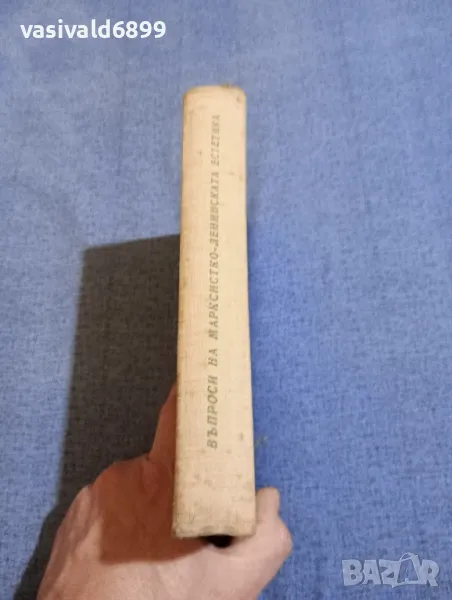 vasivald6899
ВЪПРОСИ НА МАРКСИСТКО-ЛЕНИНСКАТА ЕСТЕТИКА
BAZAR